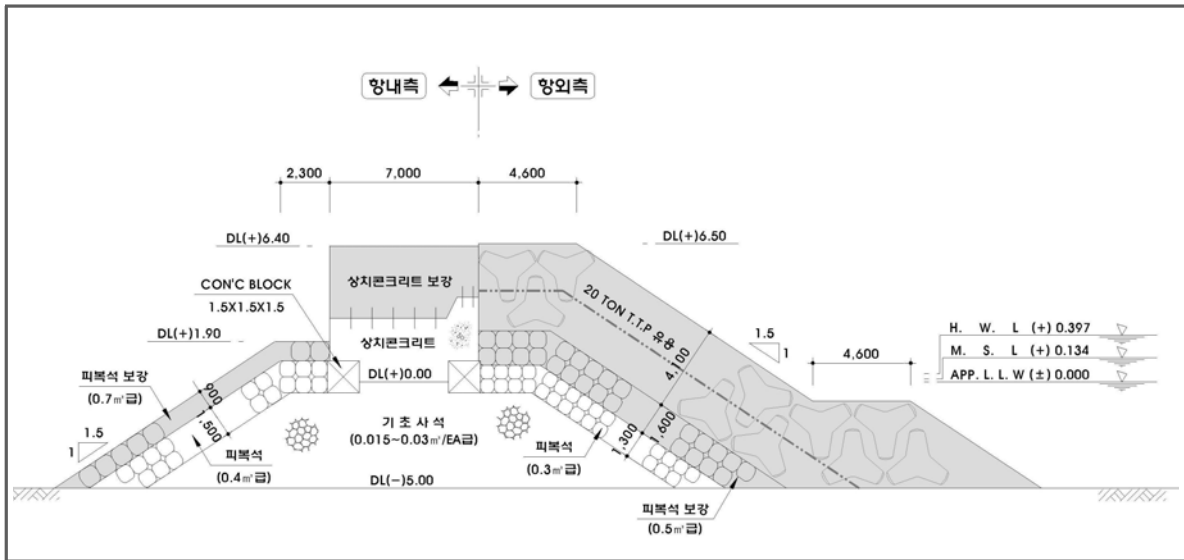 항내측
항외측
2,300
7,000
4,600
DL(+)6.40
DL(+)6.50
상치콘크리트 보강
CON'C BLOCK
1.5X1.5X1.5
20 TON T.T.P 유용
DL(+)1.90
상치콘크리트
1.5
1
4,600
H. W. L (+) 0.397
M. S. L (+) 0.134
APP. L. L. W (±) 0.000
DL(+)0.00
4,100
피복석 보강
(0.7㎥급)
900
1,500
기 초 사 석
(0.015~0.03㎥/EA급)
1,600
1,300
1.5
1
피복석
(0.4㎥급)
피복석
(0.3㎥급)
DL(-)5.00
피복석 보강
(0.5㎥급)